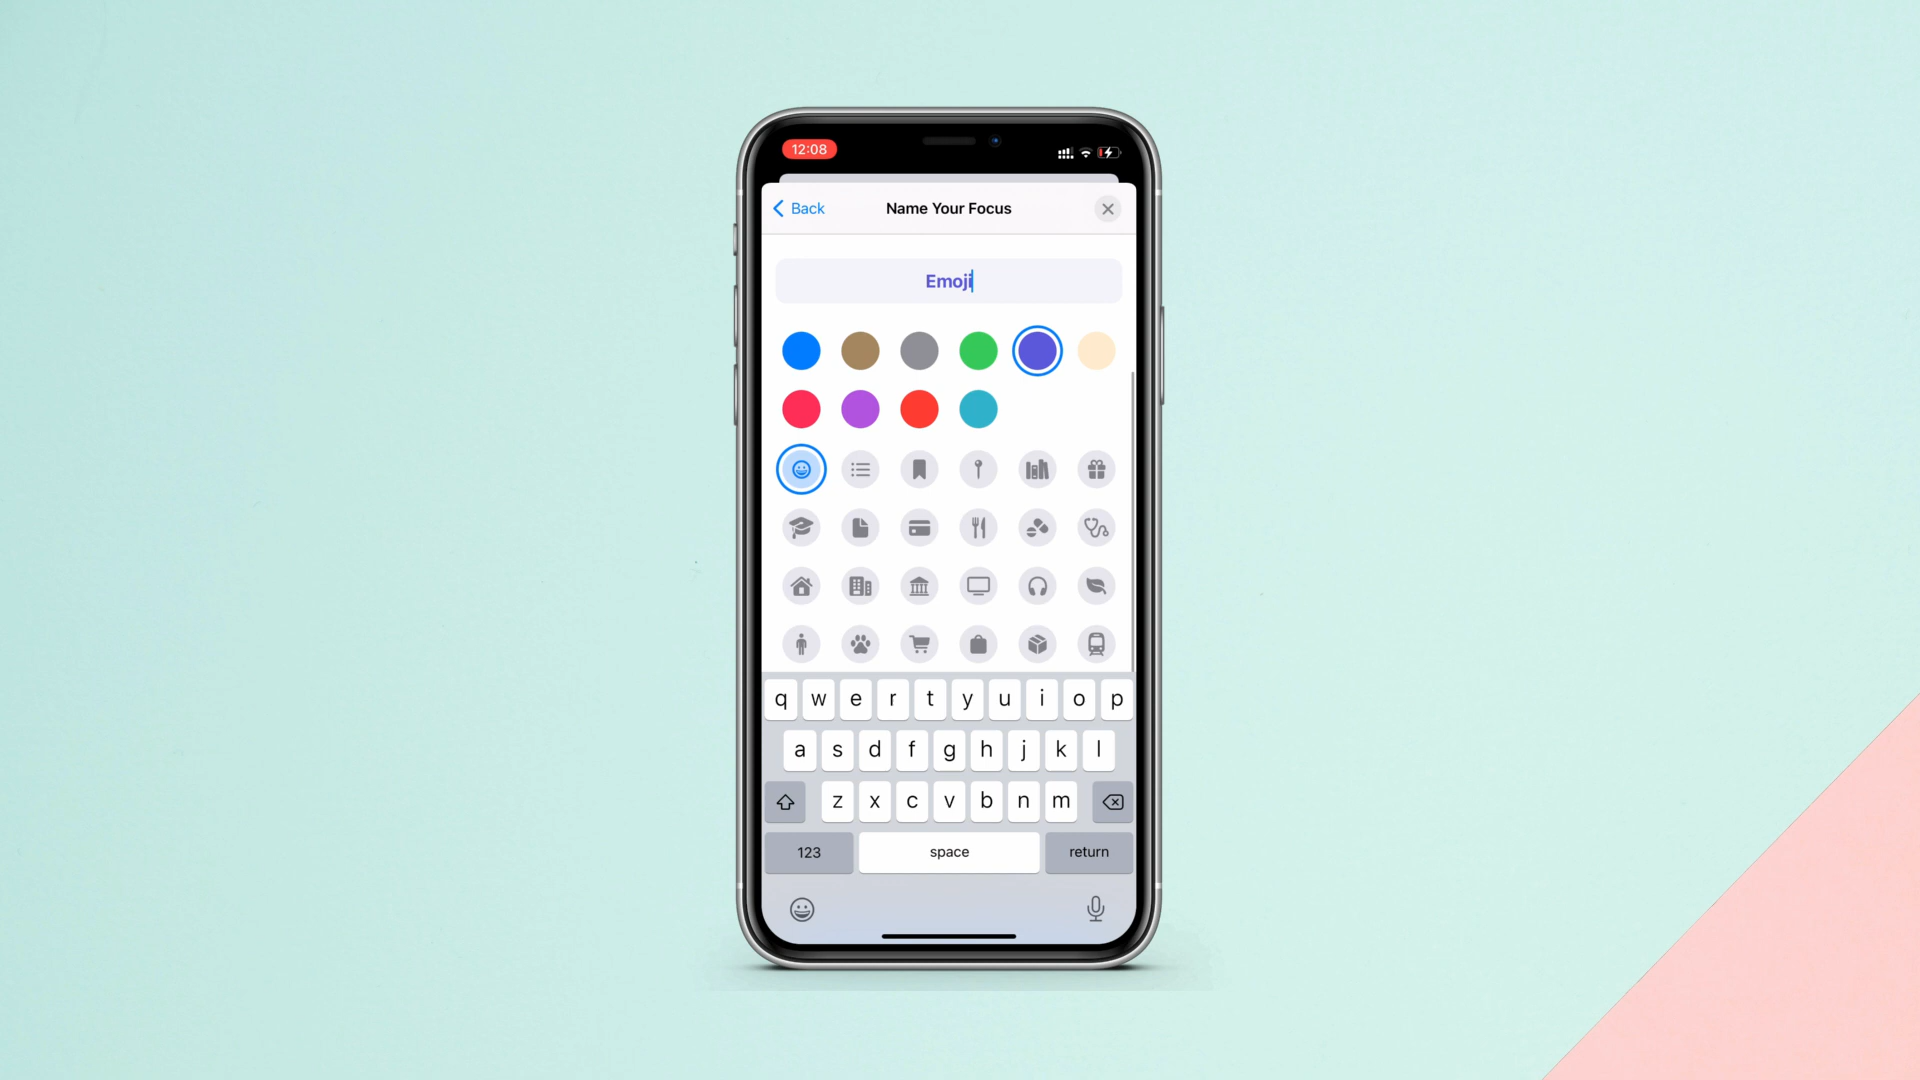 12:08
Back
Name Your Focus
Emoji
q w e r t y u i o p
a s d f g h j k l
z x c v b n m
123 space return